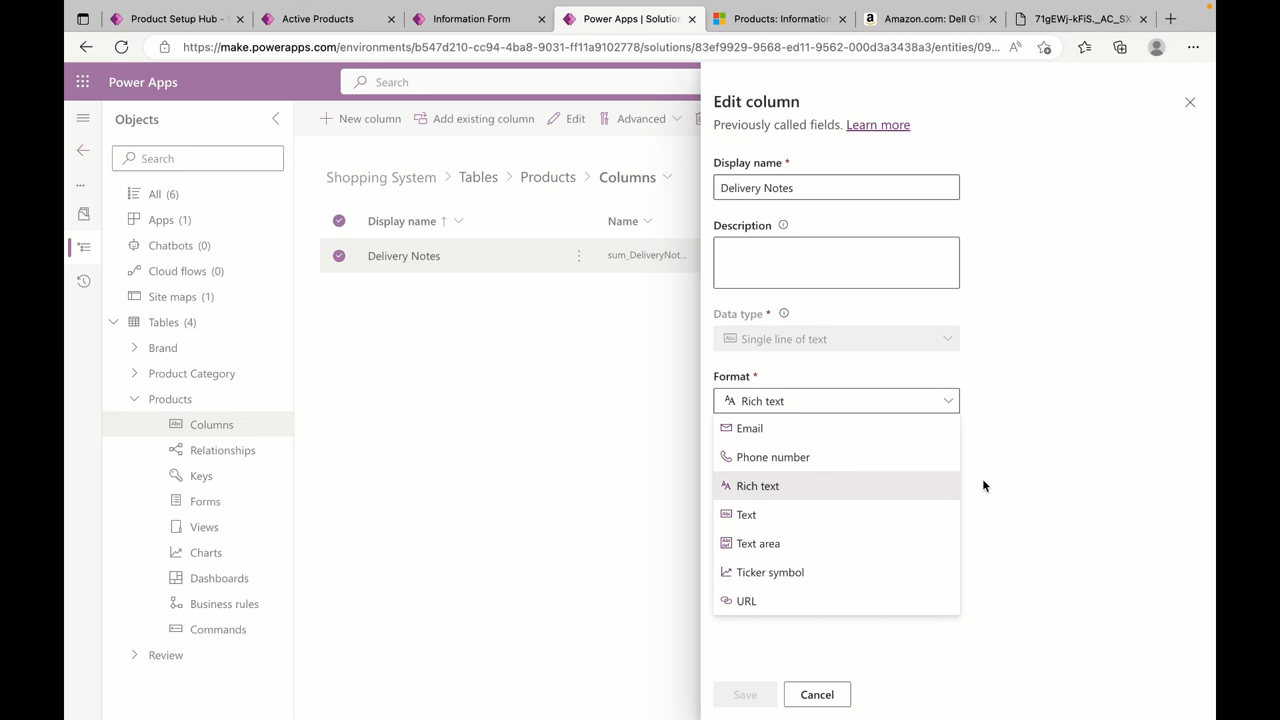 Product Setup Hub -
Active Products
Information Form
Power Apps | Solution
Products: Information
Amazon.com: Dell G1
71gEWj-kFiS._AC_SX
https://make.powerapps.com/environments/b547d210-cc94-4ba8-9031-ff11a9102778/solutions/83ef9929-9568-ed11-9562-000d3a3438a3/entities/09...
Power Apps
Search
Objects
Search
All (6)
Apps (1)
Chatbots (0)
Cloud flows (0)
Site maps (1)
Tables (4)
Brand
Product Category
Products
Columns
Relationships
Keys
Forms
Views
Charts
Dashboards
Business rules
Commands
Review
New column
Add existing column
Edit
Advanced
Shopping System > Tables > Products > Columns
Display name ↑
Name
Delivery Notes
sum_DeliveryNot...
Edit column
Previously called fields. Learn more
Display name *
Delivery Notes
Description
Data type *
Single line of text
Format *
Rich text
Email
Phone number
Rich text
Text
Text area
Ticker symbol
URL
Save
Cancel